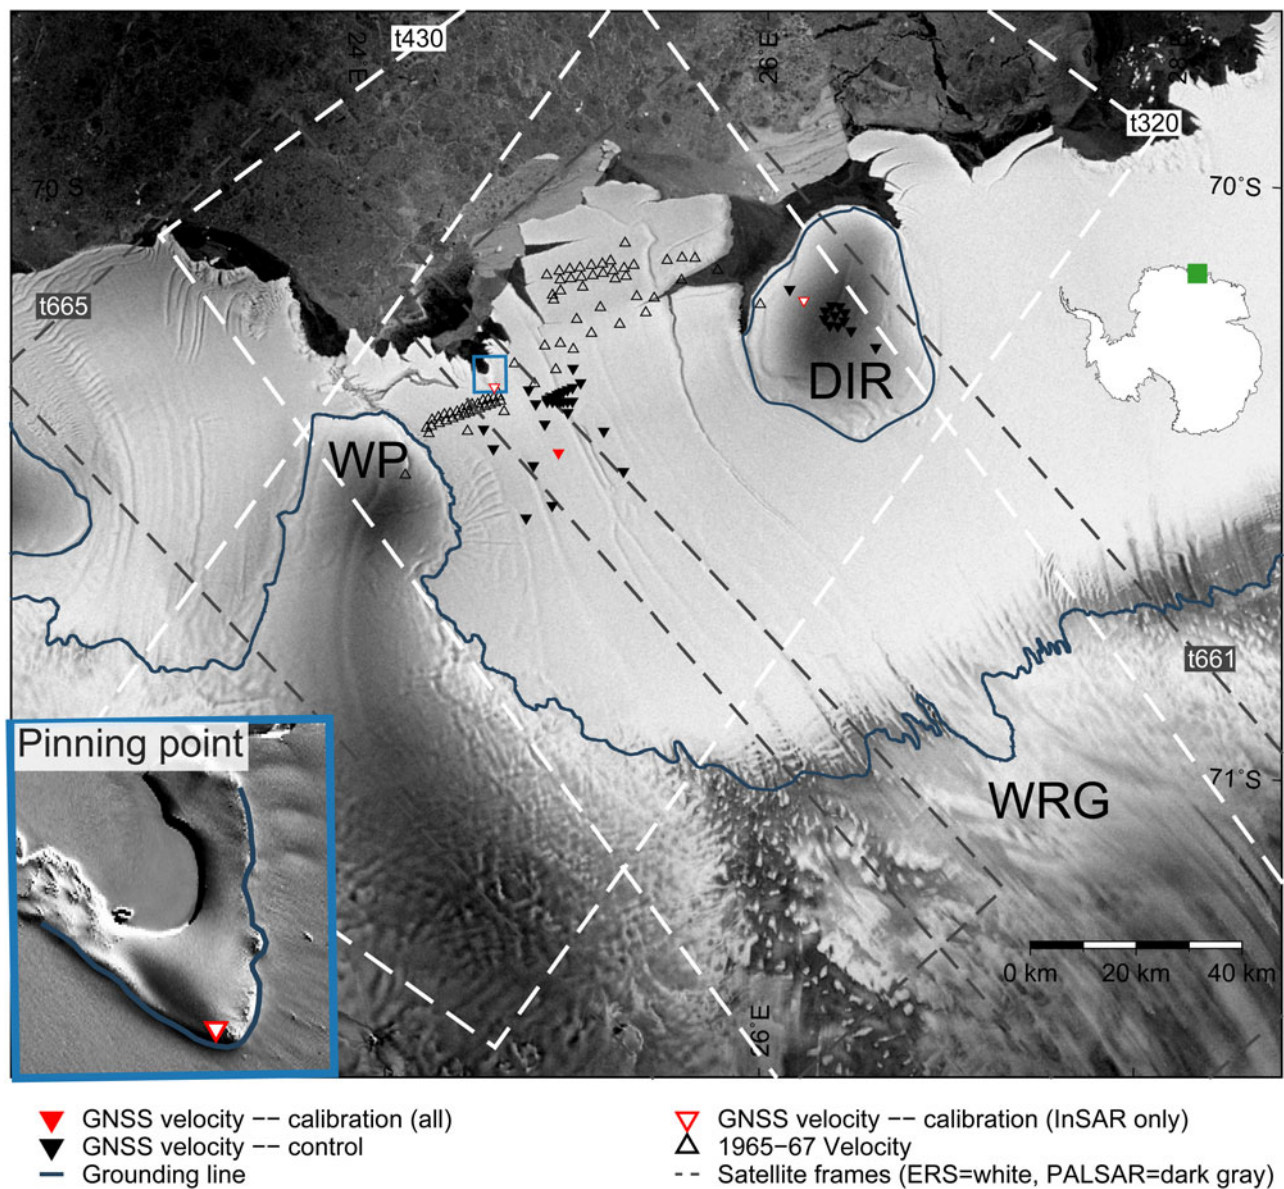 t430
24 E
26°E
28°E
t320
70 S
70°S
t665
DIR
WP
t661
Pinning point
71°S
WRG
0 km 20 km 40 km
26°E
GNSS velocity -- calibration (all)
GNSS velocity -- control
Grounding line
GNSS velocity -- calibration (InSAR only)
1965-67 Velocity
Satellite frames (ERS=white, PALSAR=dark gray)